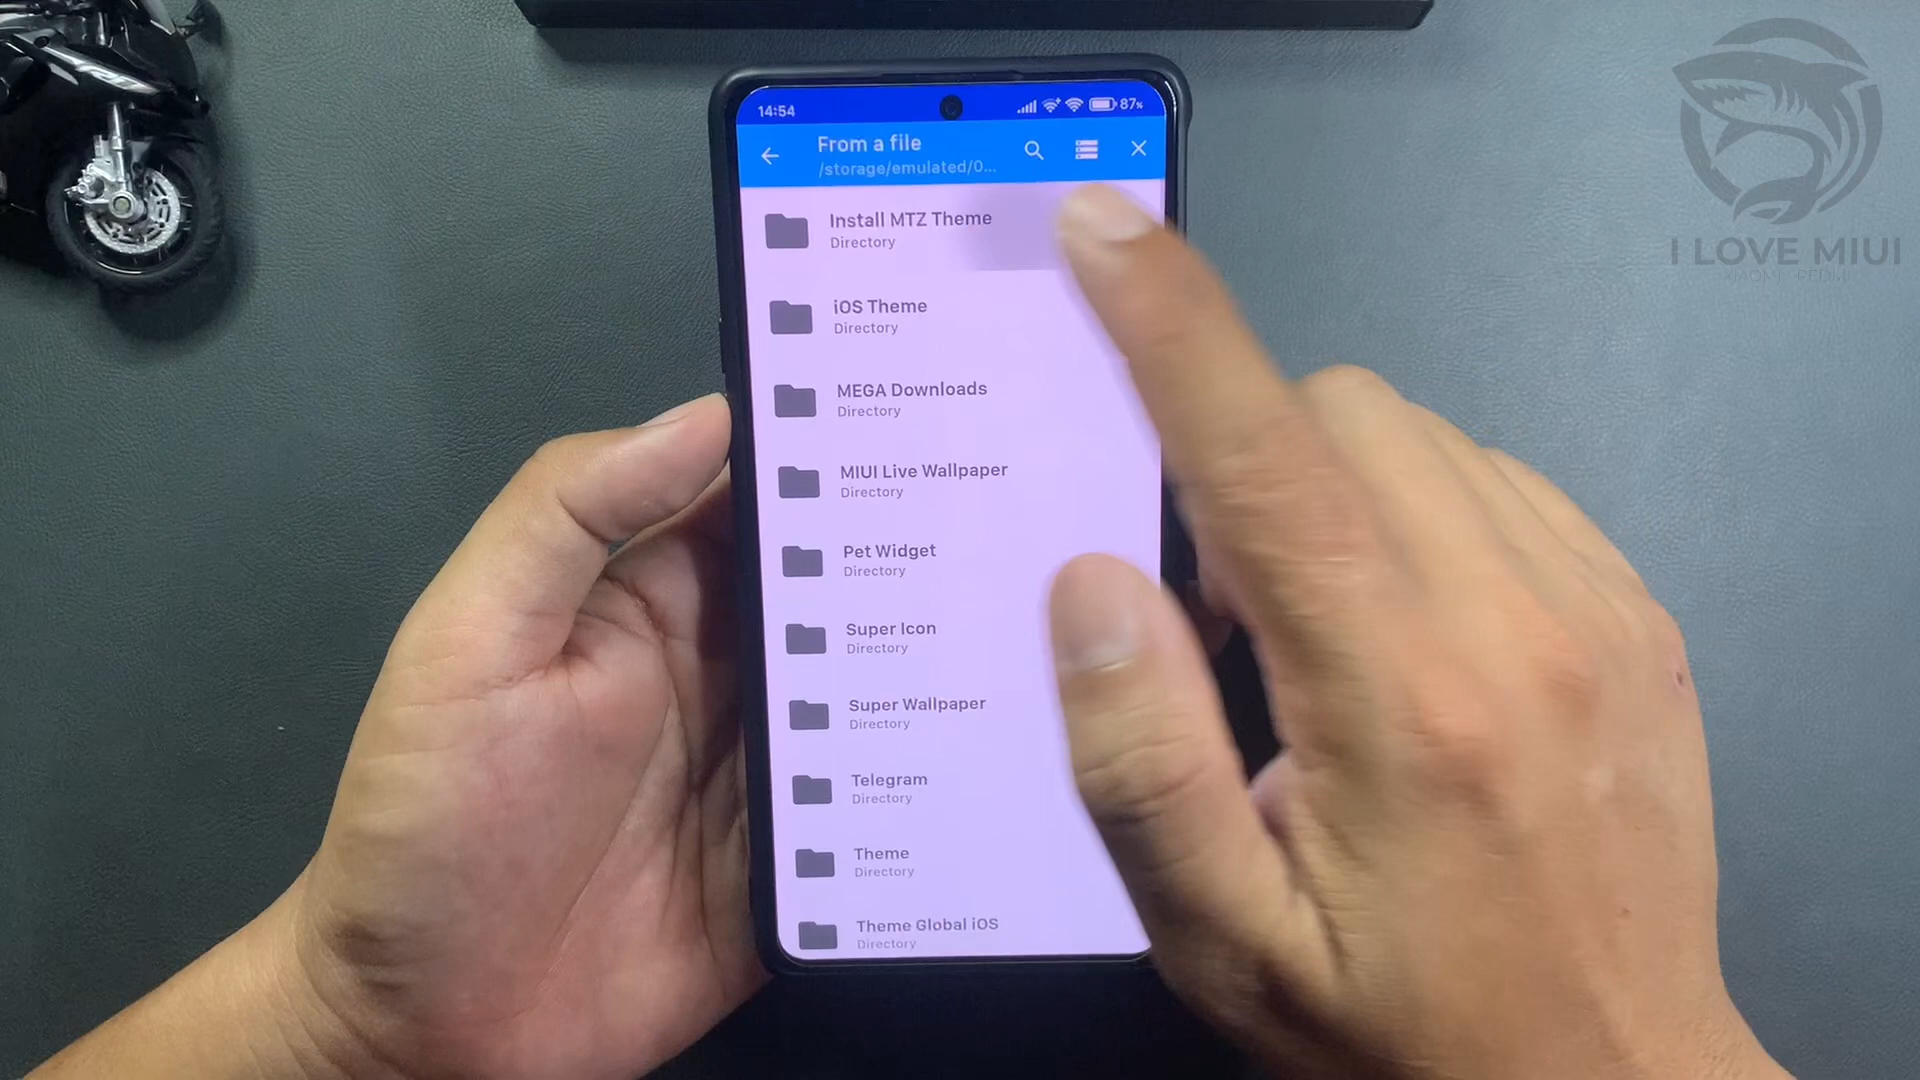 14:54
87%
From a file
/storage/emulated/0...
Install MTZ Theme
Directory
iOS Theme
Directory
MEGA Downloads
Directory
MIUI Live Wallpaper
Directory
Pet Widget
Directory
Super Icon
Directory
Super Wallpaper
Directory
Telegram
Directory
Theme
Directory
Theme Global iOS
Directory
I LOVE MIUI
XIAOMI - REDMI